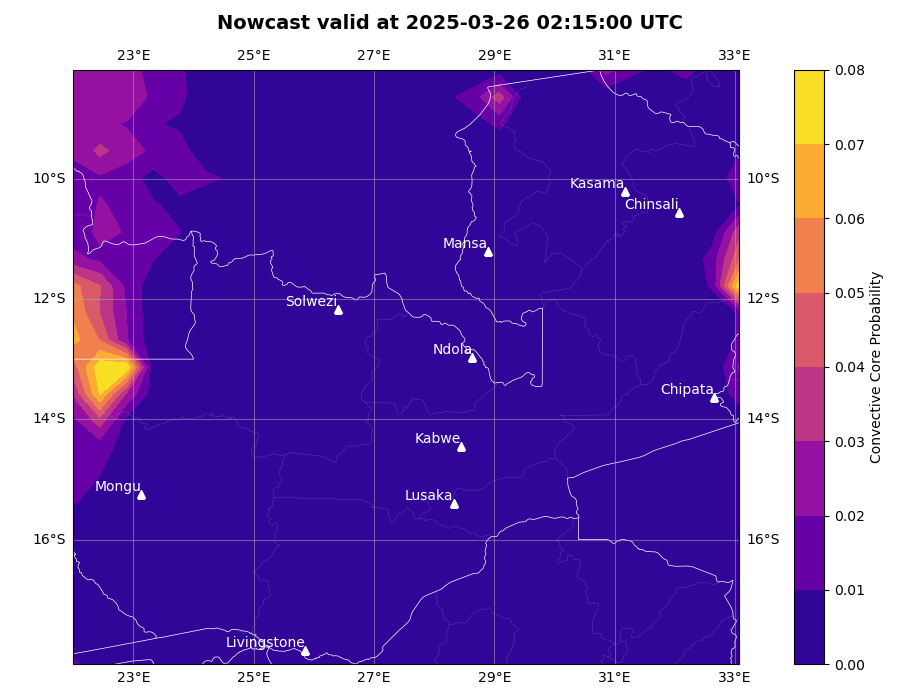 Nowcast valid at 2025-03-26 02:15:00 UTC
23°E 25°E 27°E 29°E 31°E 33°E
0.08
0.07
10°S Kasama 10°S
Chinsali
0.06
Mansa
12°S Solwezi 12°S
0.05
Ndola
0.04
Chipata
14°S 14°S
Kabwe
0.03
Mongu
Lusaka
0.02
16°S 16°S
0.01
Livingstone
0.00
23°E 25°E 27°E 29°E 31°E 33°E
Convective Core Probability